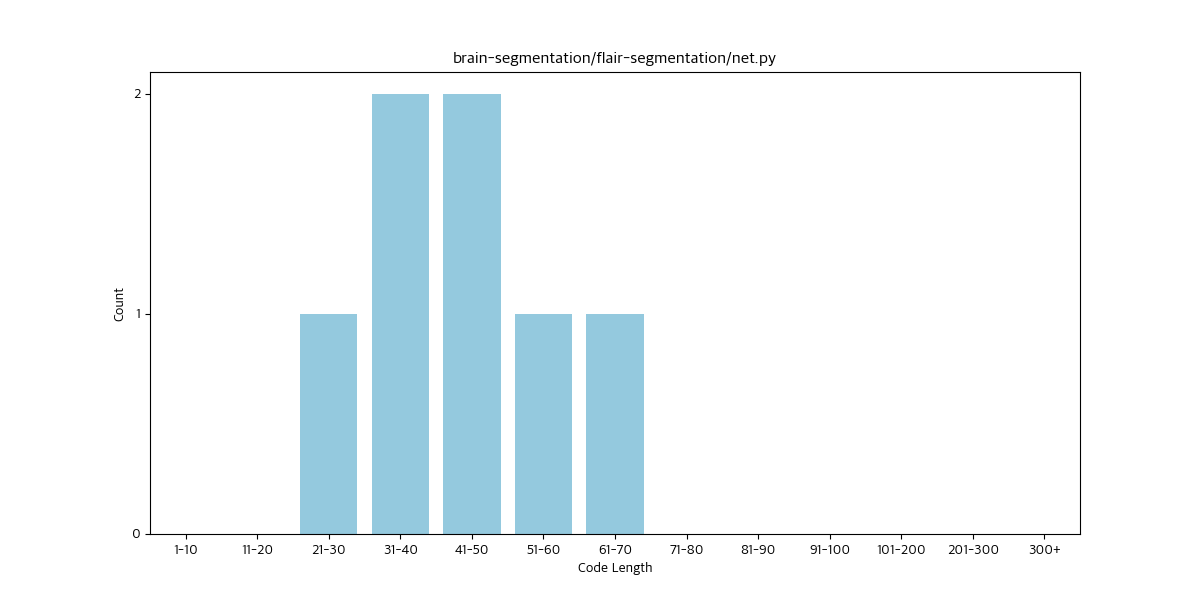 brain-segmentation/flair-segmentation/net.py
2
1
0
Count
1-10 11-20 21-30 31-40 41-50 51-60 61-70 71-80 81-90 91-100 101-200 201-300 300+
Code Length